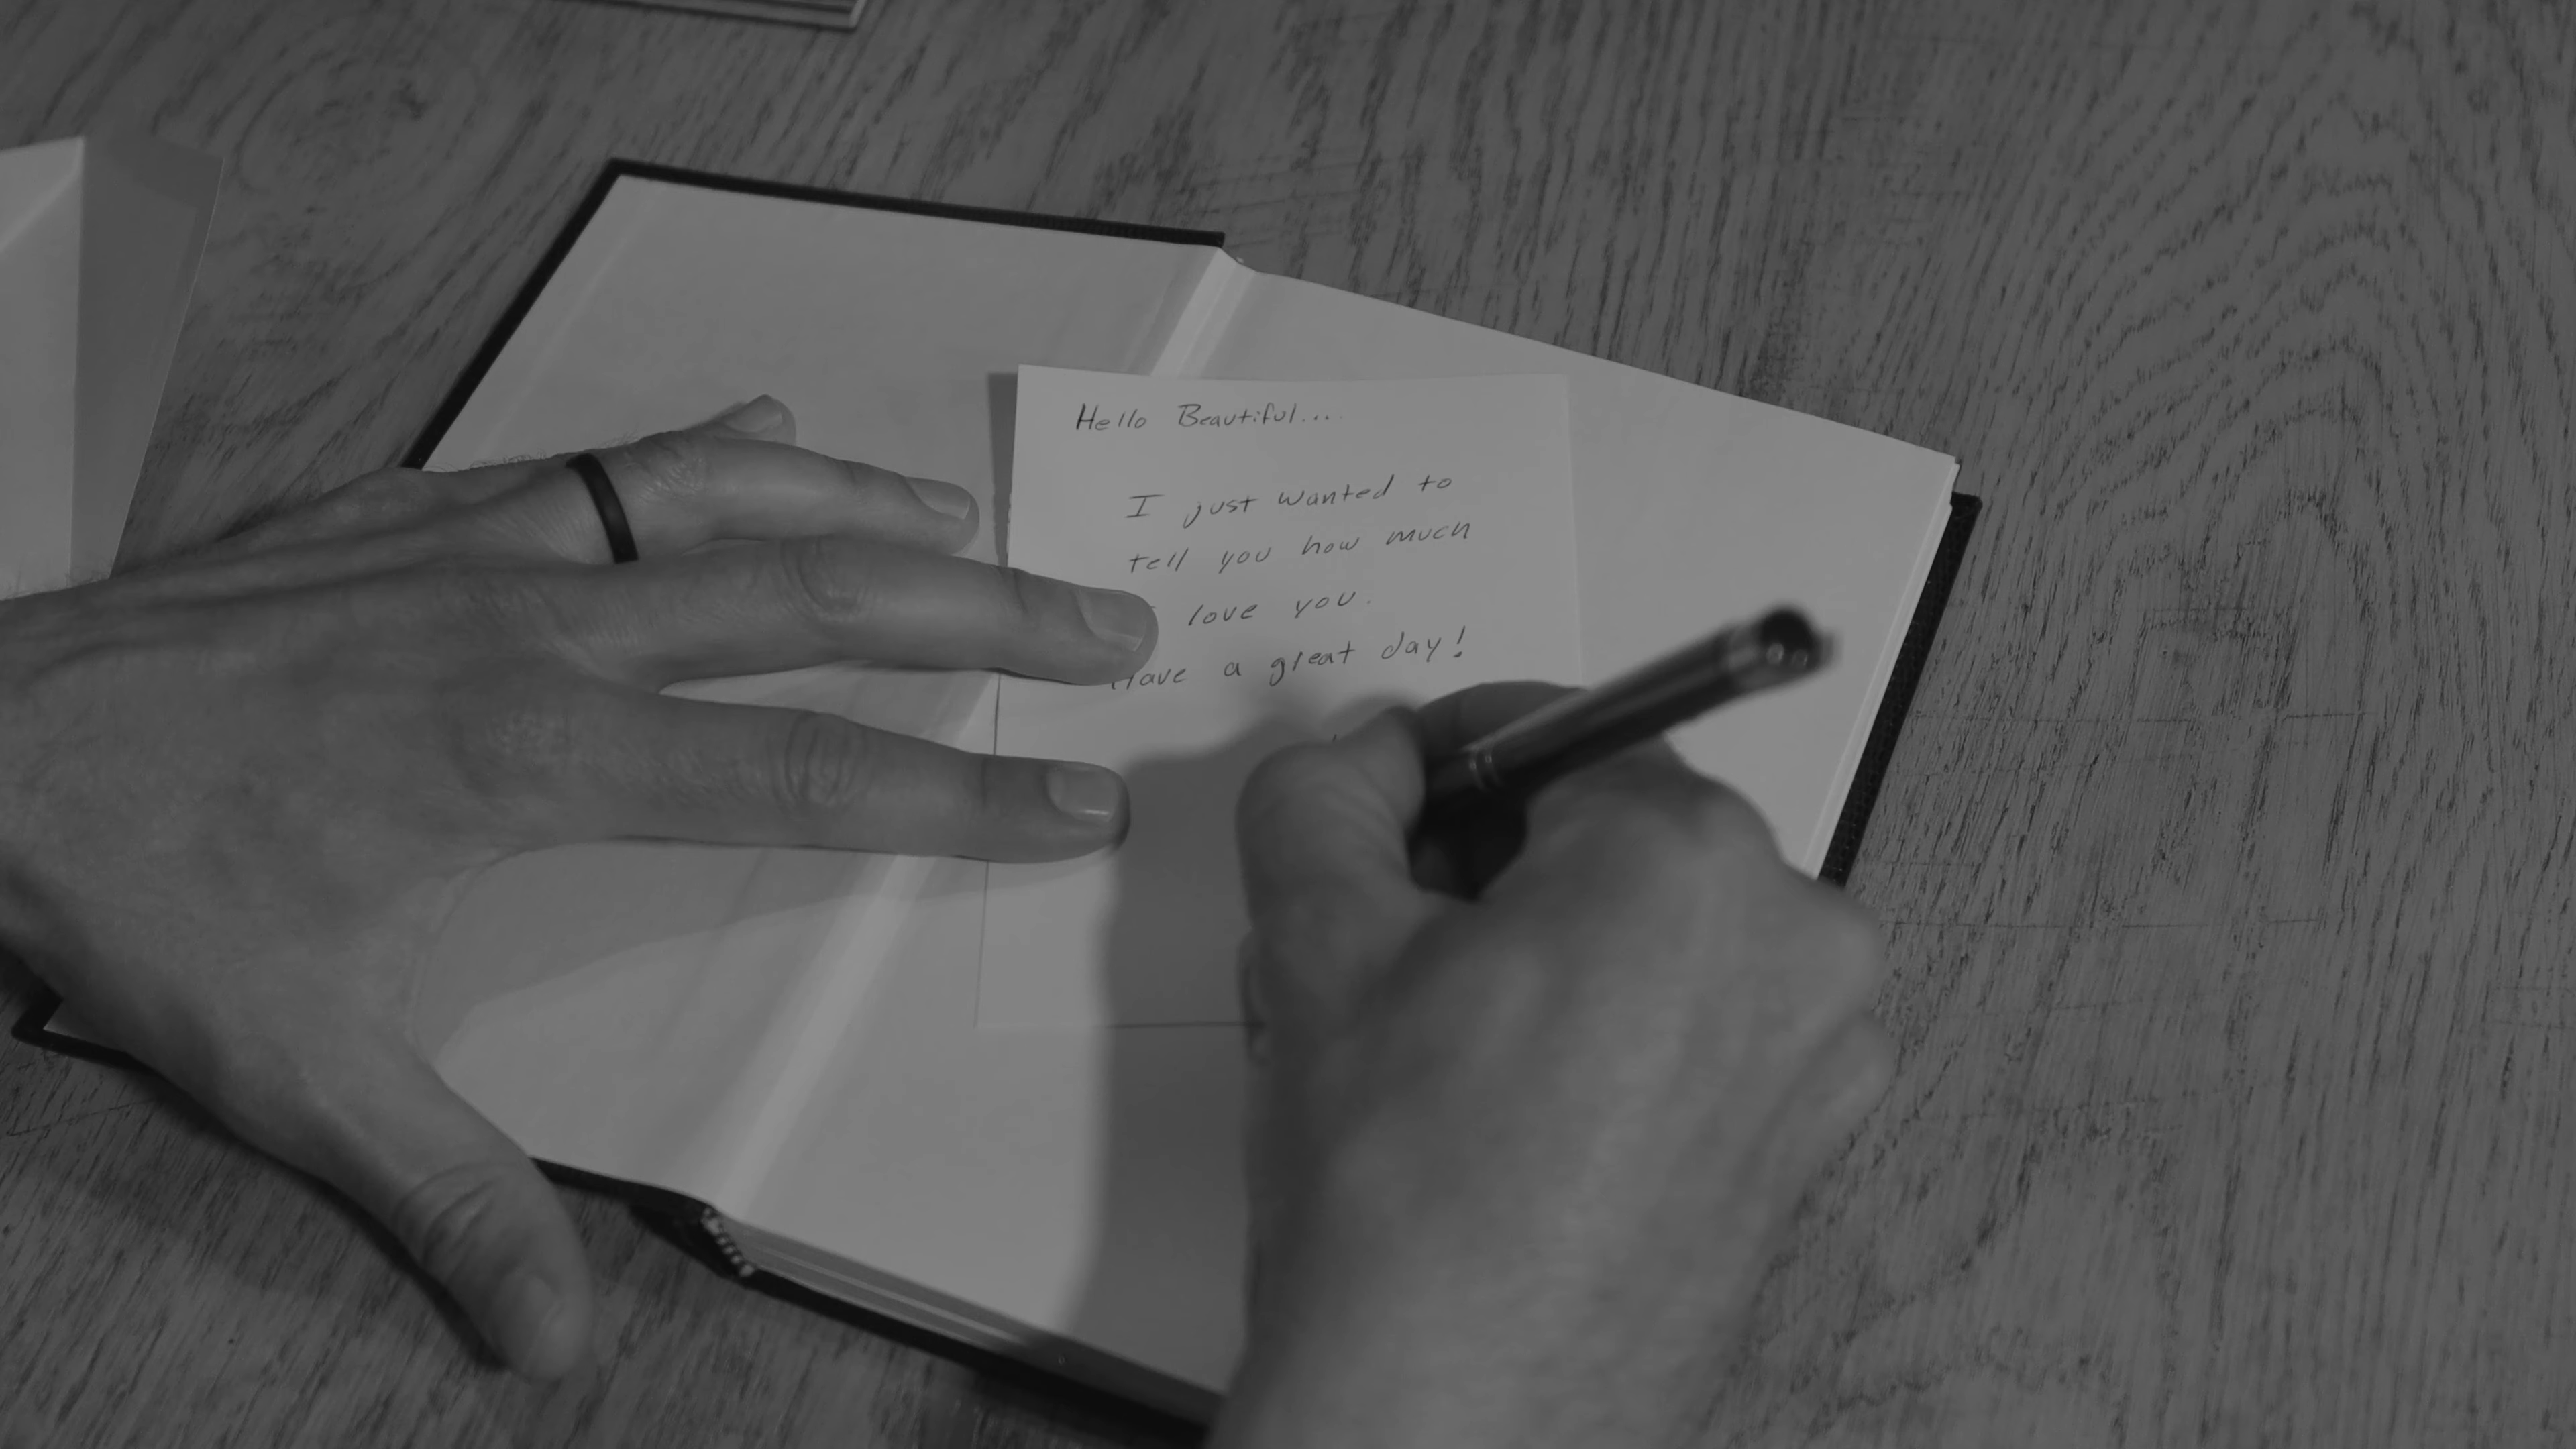 Hello Beautiful....
I just wanted to
tell you how much
love you.
Have a great day!